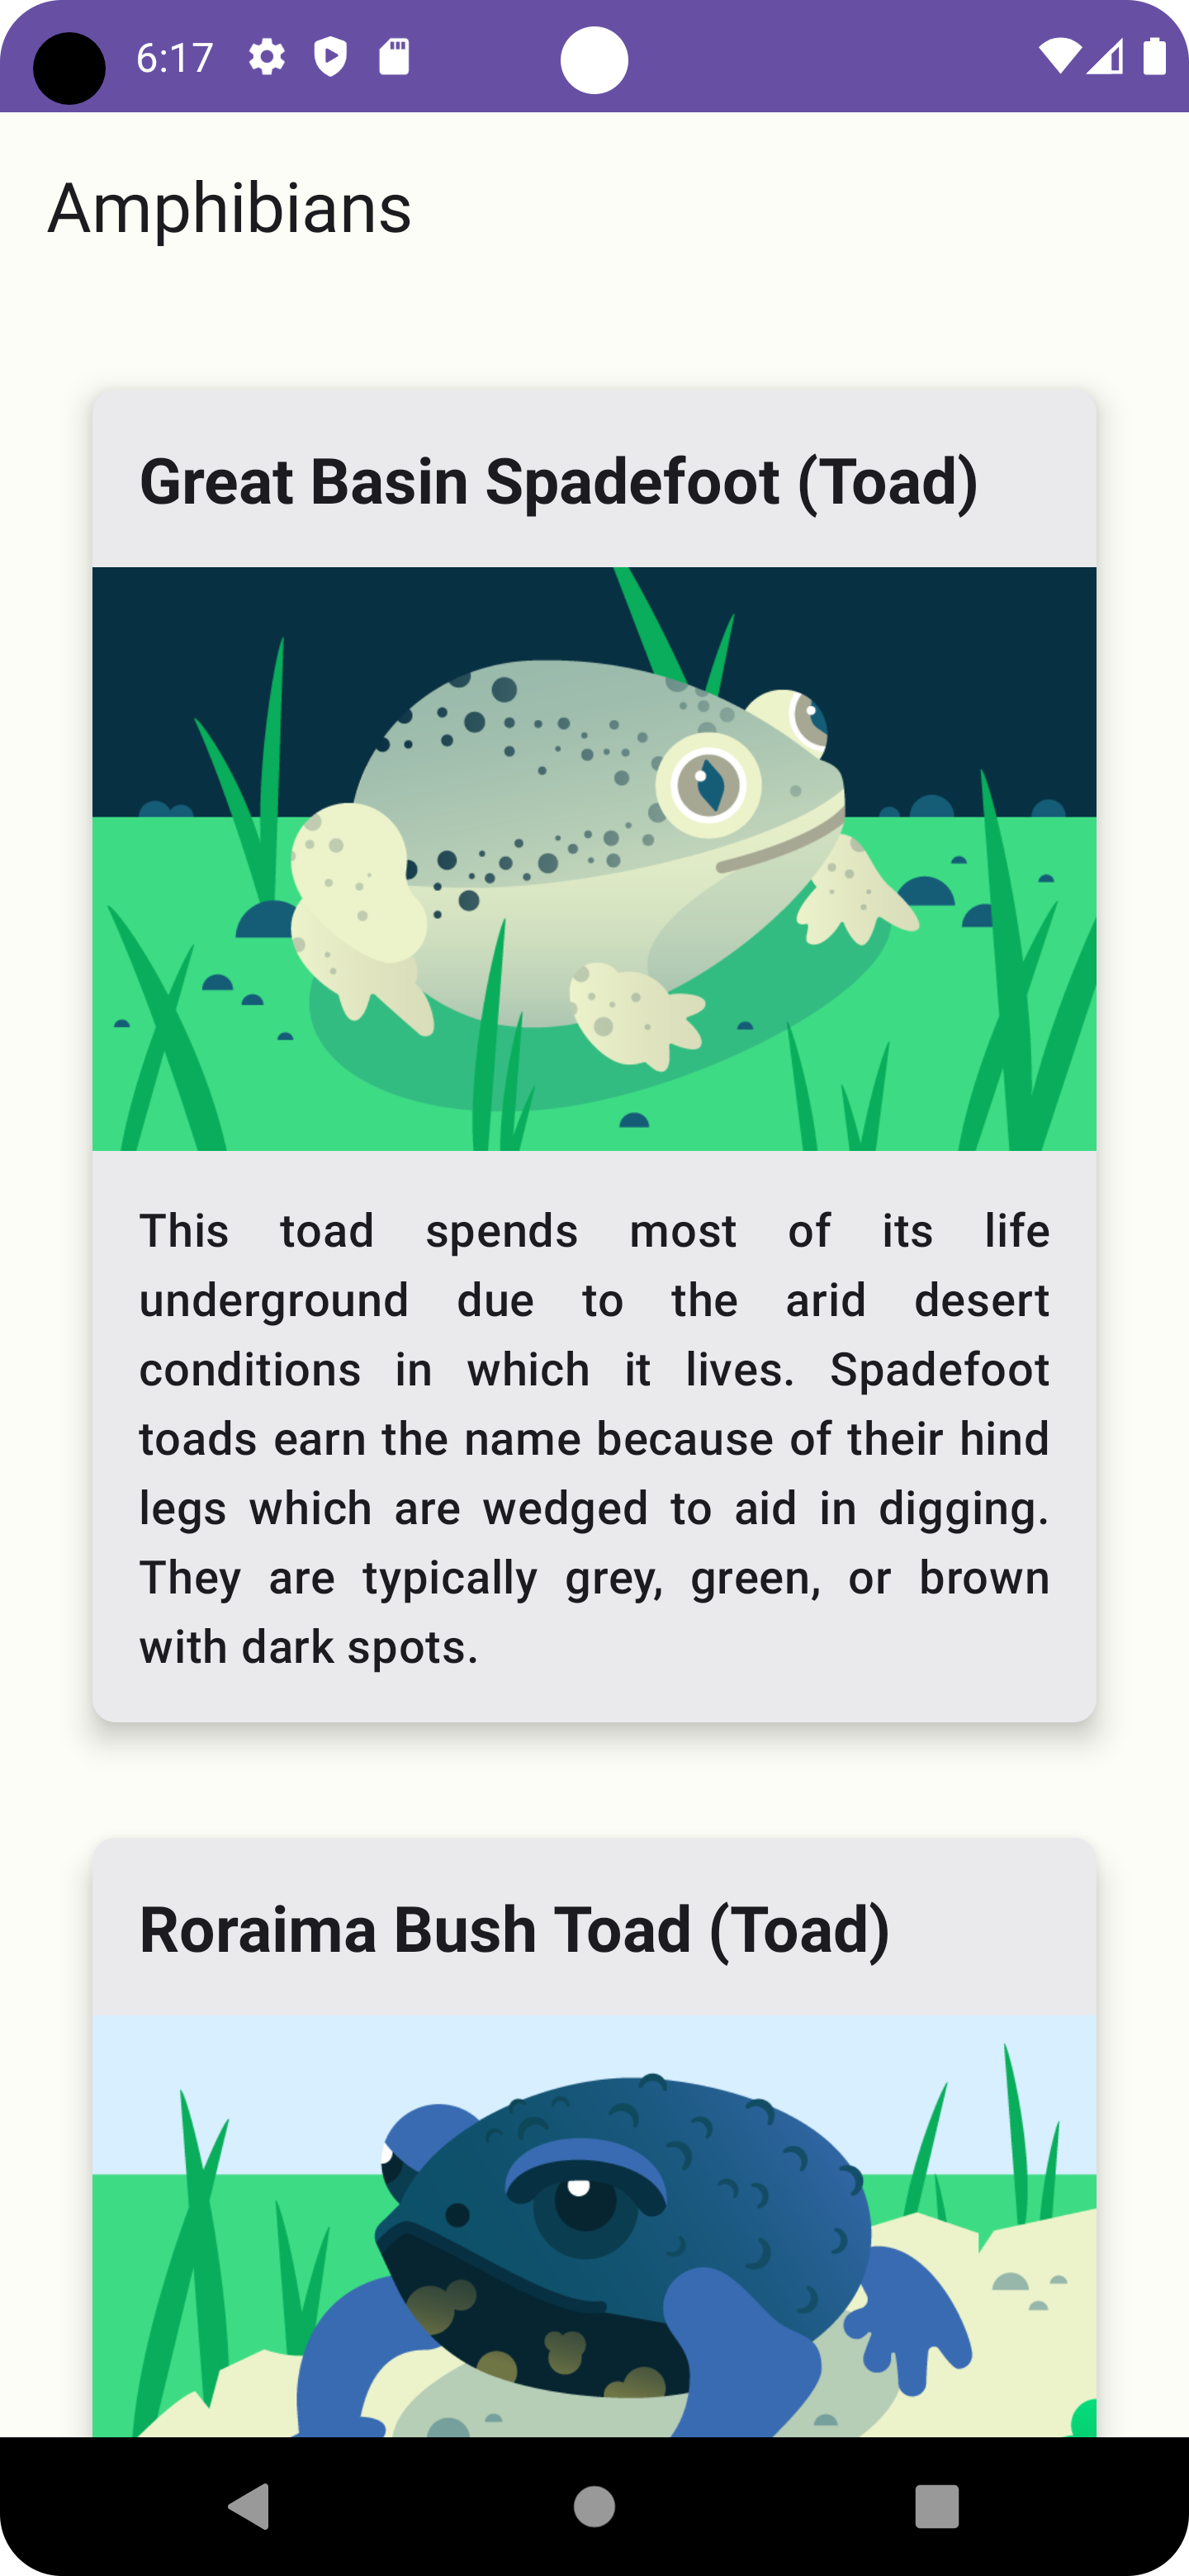 6:17
Amphibians
Great Basin Spadefoot (Toad)
This toad spends most of its life
underground due to the arid desert
conditions in which it lives. Spadefoot
toads earn the name because of their hind
legs which are wedged to aid in digging.
They are typically grey, green, or brown
with dark spots.
Roraima Bush Toad (Toad)